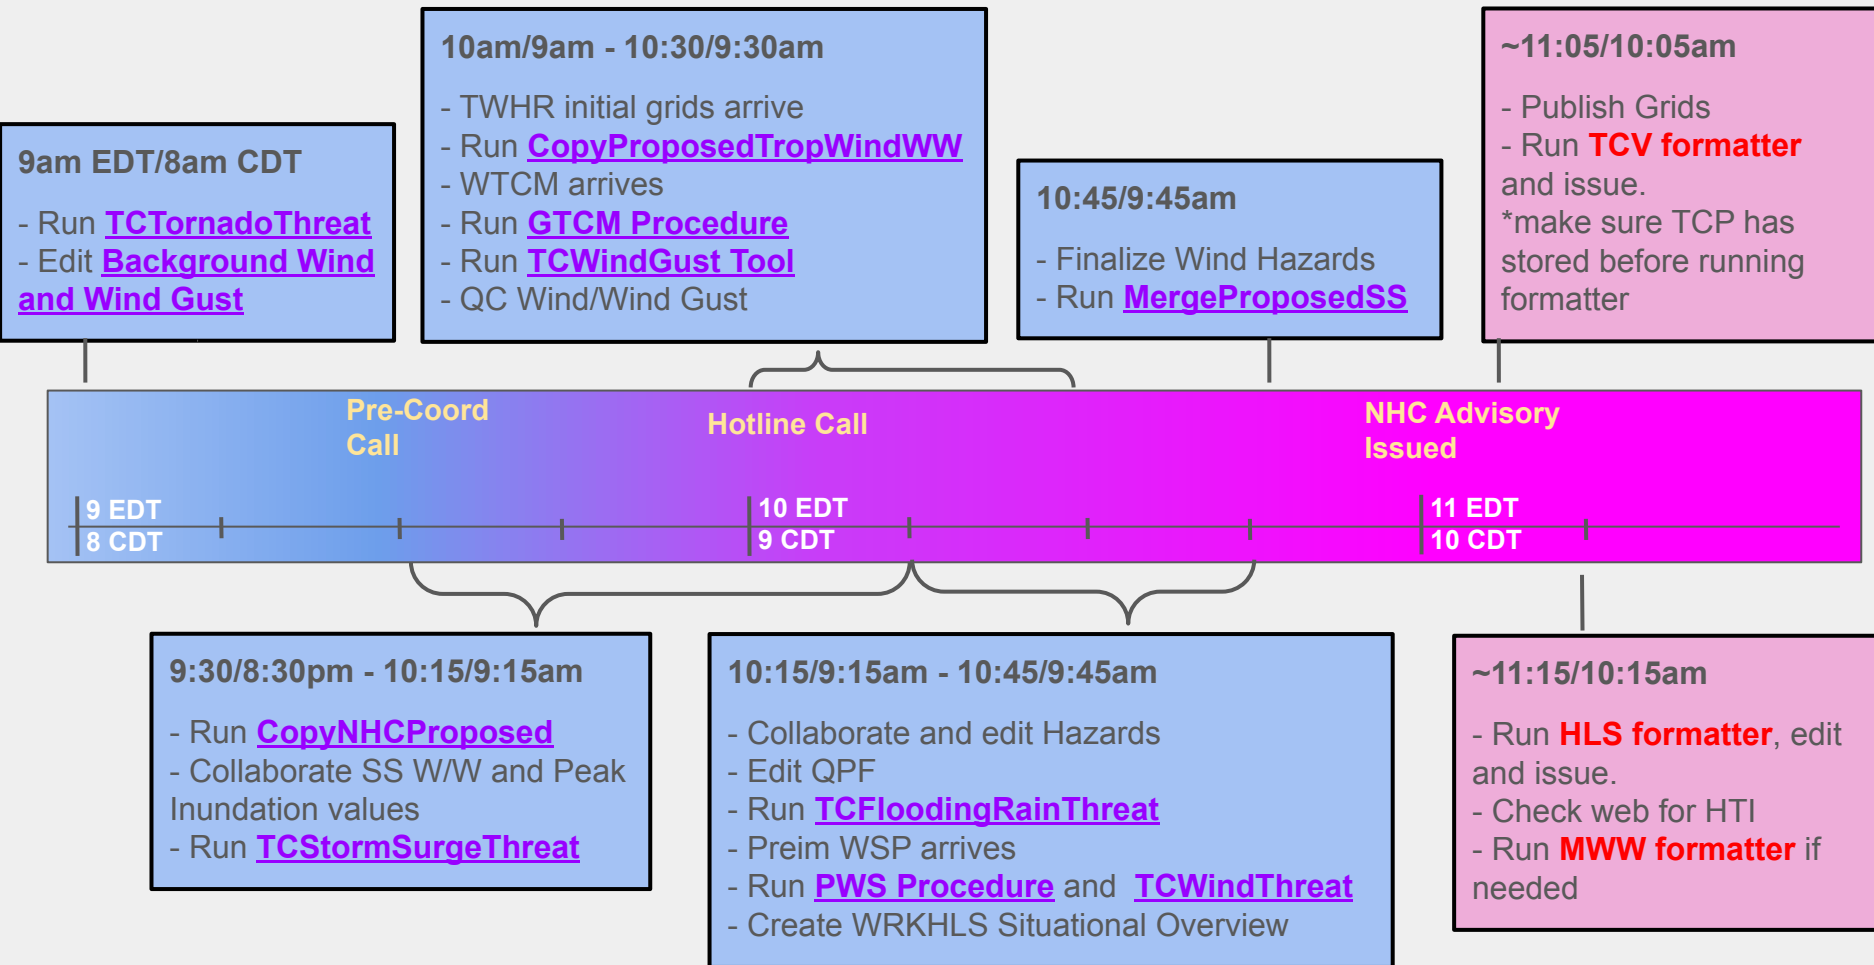 9am EDT/8am CDT
- Run TCTornadoThreat
- Edit Background Wind
and Wind Gust
10am/9am - 10:30/9:30am
- TWHR initial grids arrive
- Run CopyProposedTropWindWW
- WTCM arrives
- Run GTCM Procedure
- Run TCWindGust Tool
- QC Wind/Wind Gust
10:45/9:45am
- Finalize Wind Hazards
- Run MergeProposedSS
~11:05/10:05am
- Publish Grids
- Run TCV formatter
and issue.
*make sure TCP has
stored before running
formatter
Pre-Coord
Call
Hotline Call
NHC Advisory
Issued
9 EDT
8 CDT
10 EDT
9 CDT
11 EDT
10 CDT
9:30/8:30pm - 10:15/9:15am
- Run CopyNHCProposed
- Collaborate SS W/W and Peak
Inundation values
- Run TCStormSurgeThreat
10:15/9:15am - 10:45/9:45am
- Collaborate and edit Hazards
- Edit QPF
- Run TCFloodingRainThreat
- Preim WSP arrives
- Run PWS Procedure and TCWindThreat
- Create WRKHLS Situational Overview
~11:15/10:15am
- Run HLS formatter, edit
and issue.
- Check web for HTI
- Run MWW formatter if
needed